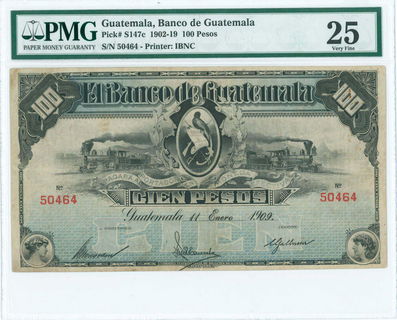 PMG
PAPER MONEY GUARANTY
Guatemala, Banco de Guatemala
Pick# S147c 1902-19 100 Pesos
S/N 50464 - Printer: IBNC
25
Very Fine
100
El Banco de Guatemala
100
PAGARA
CIEN PESOS
Nº
50464
Nº
50464
Guatemala 11 Enero 1909.